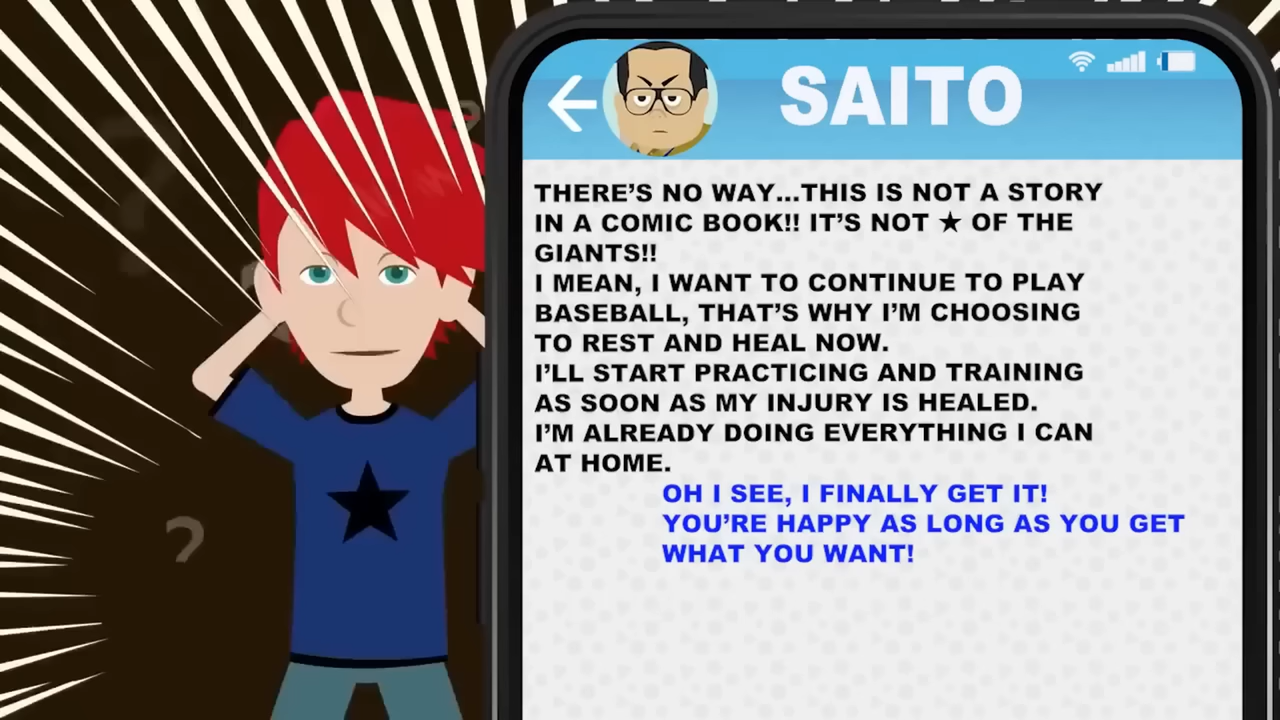 SAITO
THERE'S NO WAY...THIS IS NOT A STORY
IN A COMIC BOOK!! IT'S NOT ★ OF THE
GIANTS!!
I MEAN, I WANT TO CONTINUE TO PLAY
BASEBALL, THAT'S WHY I'M CHOOSING
TO REST AND HEAL NOW.
I'LL START PRACTICING AND TRAINING
AS SOON AS MY INJURY IS HEALED.
I'M ALREADY DOING EVERYTHING I CAN
AT HOME.
OH I SEE, I FINALLY GET IT!
YOU'RE HAPPY AS LONG AS YOU GET
WHAT YOU WANT!
?